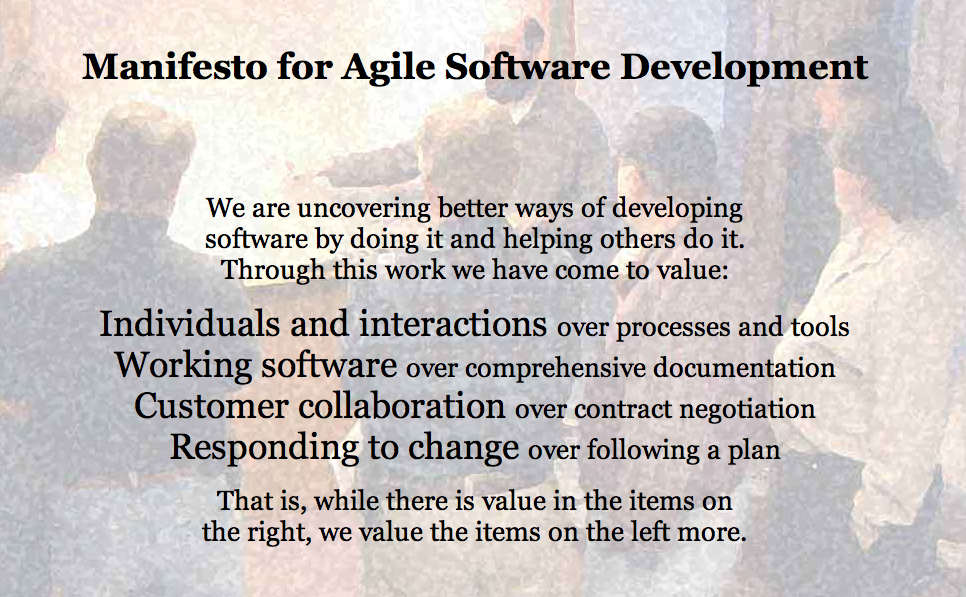 Manifesto for Agile Software Development
We are uncovering better ways of developing
software by doing it and helping others do it.
Through this work we have come to value:
Individuals and interactions over processes and tools
Working software over comprehensive documentation
Customer collaboration over contract negotiation
Responding to change over following a plan
That is, while there is value in the items on
the right, we value the items on the left more.